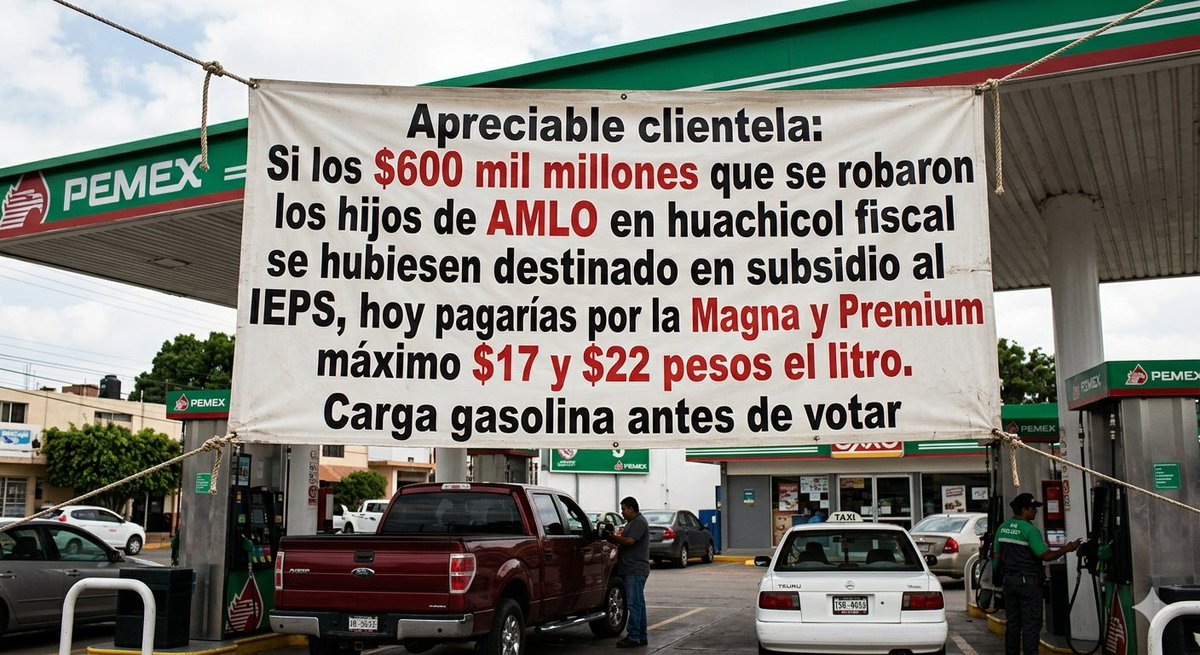 Apreciable clientela:
Si los $600 mil millones que se robaron
los hijos de AMLO en huachicol fiscal
se hubiesen destinado en subsidio al
IEPS, hoy pagarías por la Magna y Premium
máximo $17 y $22 pesos el litro.
Carga gasolina antes de votar
PEMEX
PEMEX
PEMEX
PEMEX
OXXO
TAXI
TSURU